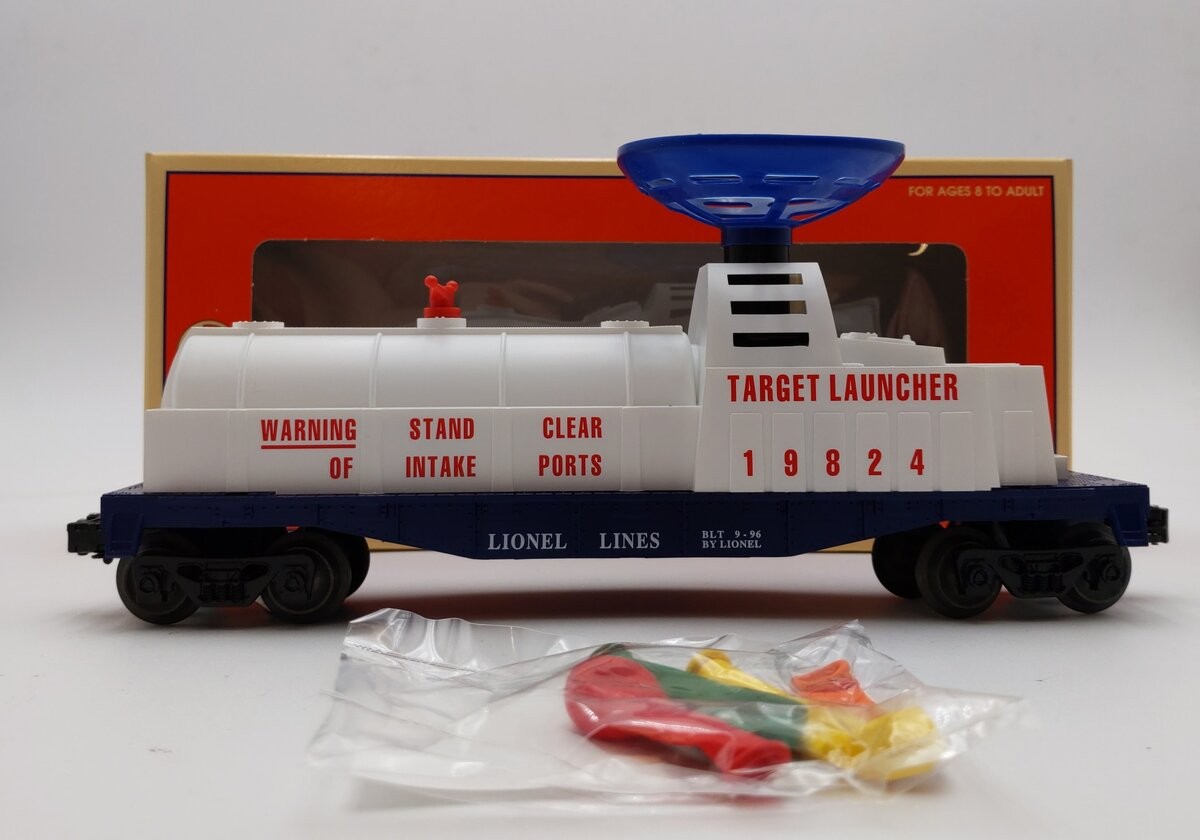 FOR AGES 8 TO ADULT
TARGET LAUNCHER
WARNING STAND CLEAR
OF INTAKE PORTS
1 9 8 2 4
LIONEL LINES
BLT 9-96
BY LIONEL